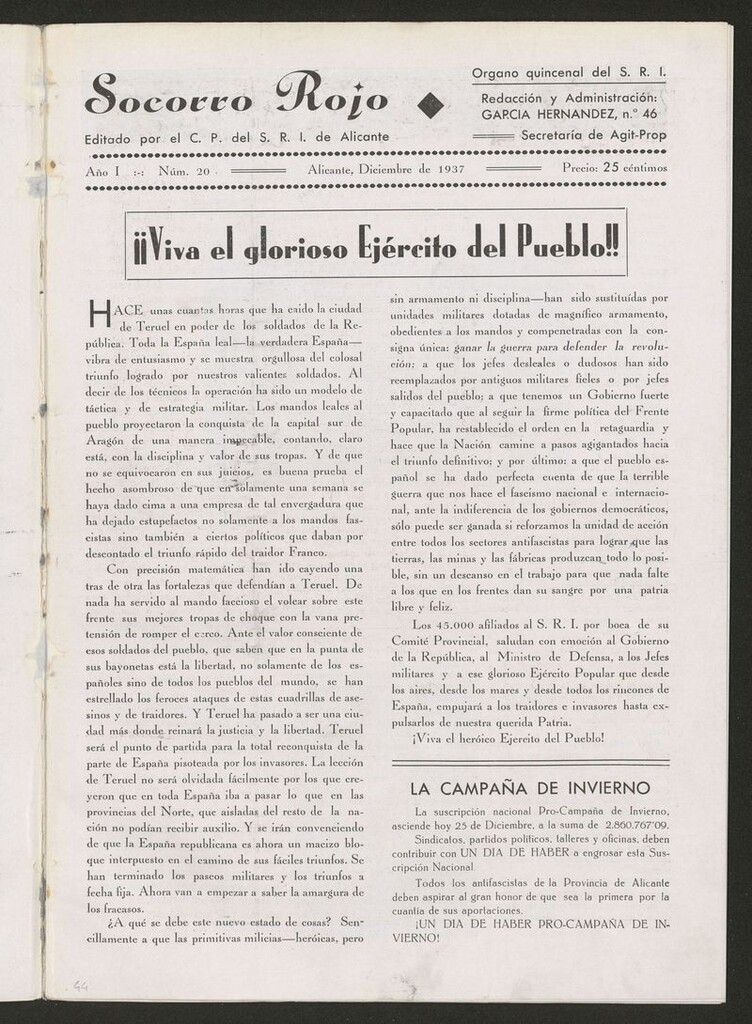 Socorro Rojo
Editado por el C. P. del S. R. I. de Alicante
Organo quincenal del S. R. I.
Redacción y Administración:
GARCIA HERNANDEZ, n.º 46
Secretaría de Agit-Prop
Año I :-: Núm. 20
Alicante, Diciembre de 1937
Precio: 25 céntimos
¡¡Viva el glorioso Ejército del Pueblo!!
HACE unas cuantas horas que ha caido la ciudad
de Teruel en poder de los soldados de la Re-
pública. Toda la España leal—la verdadera España—
vibra de entusiasmo y se muestra orgullosa del colosal
triunfo logrado por nuestros valientes soldados. Al
decir de los técnicos la operación ha sido un modelo de
táctica y de estrategia militar. Los mandos leales al
pueblo proyectaron la conquista de la capital sur de
Aragón de una manera impecable, contando, claro
está, con la disciplina y valor de sus tropas. Y de que
no se equivocaron en sus juicios, es buena prueba el
hecho asombroso de que en solamente una semana se
haya dado cima a una empresa de tal envergadura que
ha dejado estupefactos no solamente a los mandos fas-
cistas sino también a ciertos políticos que daban por
descontado el triunfo rápido del traidor Franco.
Con precisión matemática han ido cayendo una
tras de otra las fortalezas que defendían a Teruel. De
nada ha servido al mando faccioso el volcar sobre este
frente sus mejores tropas de choque con la vana pre-
tensión de romper el cerco. Ante el valor consciente de
esos soldados del pueblo, que saben que en la punta de
sus bayonetas está la libertad, no solamente de los es-
pañoles sino de todos los pueblos del mundo, se han
estrellado los feroces ataques de estas cuadrillas de ase-
sinos y de traidores. Y Teruel ha pasado a ser una ciu-
dad más donde reinará la justicia y la libertad. Teruel
será el punto de partida para la total reconquista de la
parte de España pisoteada por los invasores. La lección
de Teruel no será olvidada fácilmente por los que cre-
yeron que en toda España iba a pasar lo que en las
provincias del Norte, que aisladas del resto de la na-
ción no podían recibir auxilio. Y se irán convenciendo
de que la España republicana es ahora un macizo blo-
que interpuesto en el camino de sus fáciles triunfos. Se
han terminado los paseos militares y los triunfos a
fecha fija. Ahora van a empezar a saber la amargura de
los fracasos.
¿A qué se debe este nuevo estado de cosas? Sen-
cillamente a que las primitivas milicias—heróicas, pero
sin armamento ni disciplina—han sido sustituídas por
unidades militares dotadas de magnífico armamento,
obedientes a los mandos y compenetradas con la con-
signa única: ganar la guerra para defender la revolu-
ción; a que los jefes desleales o dudosos han sido
reemplazados por antiguos militares fieles o por jefes
salidos del pueblo; a que tenemos un Gobierno fuerte
y capacitado que al seguir la firme política del Frente
Popular, ha restablecido el orden en la retaguardia y
hace que la Nación camine a pasos agigantados hacia
el triunfo definitivo; y por último: a que el pueblo es-
pañol se ha dado perfecta cuenta de que la terrible
guerra que nos hace el fascismo nacional e internacio-
nal, ante la indiferencia de los gobiernos democráticos,
sólo puede ser ganada si reforzamos la unidad de acción
entre todos los sectores antifascistas para lograr que las
tierras, las minas y las fábricas produzcan todo lo posi-
ble, sin un descanso en el trabajo para que nada falte
a los que en los frentes dan su sangre por una patria
libre y feliz.
Los 45.000 afiliados al S. R. I. por boca de su
Comité Provincial, saludan con emoción al Gobierno
de la República, al Ministro de Defensa, a los Jefes
militares y a ese glorioso Ejército Popular que desde
los aires, desde los mares y desde todos los rincones de
España, empujará a los traidores e invasores hasta ex-
pulsarlos de nuestra querida Patria.
¡Viva el heróico Ejercito del Pueblo!
LA CAMPAÑA DE INVIERNO
La suscripción nacional Pro-Campaña de Invierno,
asciende hoy 25 de Diciembre, a la suma de 2.860.767'09.
Sindicatos, partidos políticos, talleres y oficinas, deben
contribuir con UN DIA DE HABER a engrosar esta Sus-
cripción Nacional
Todos los antifascistas de la Provincia de Alicante
deben aspirar al gran honor de que sea la primera por la
cuantía de sus aportaciones.
¡UN DIA DE HABER PRO-CAMPAÑA DE IN-
VIERNO!
44